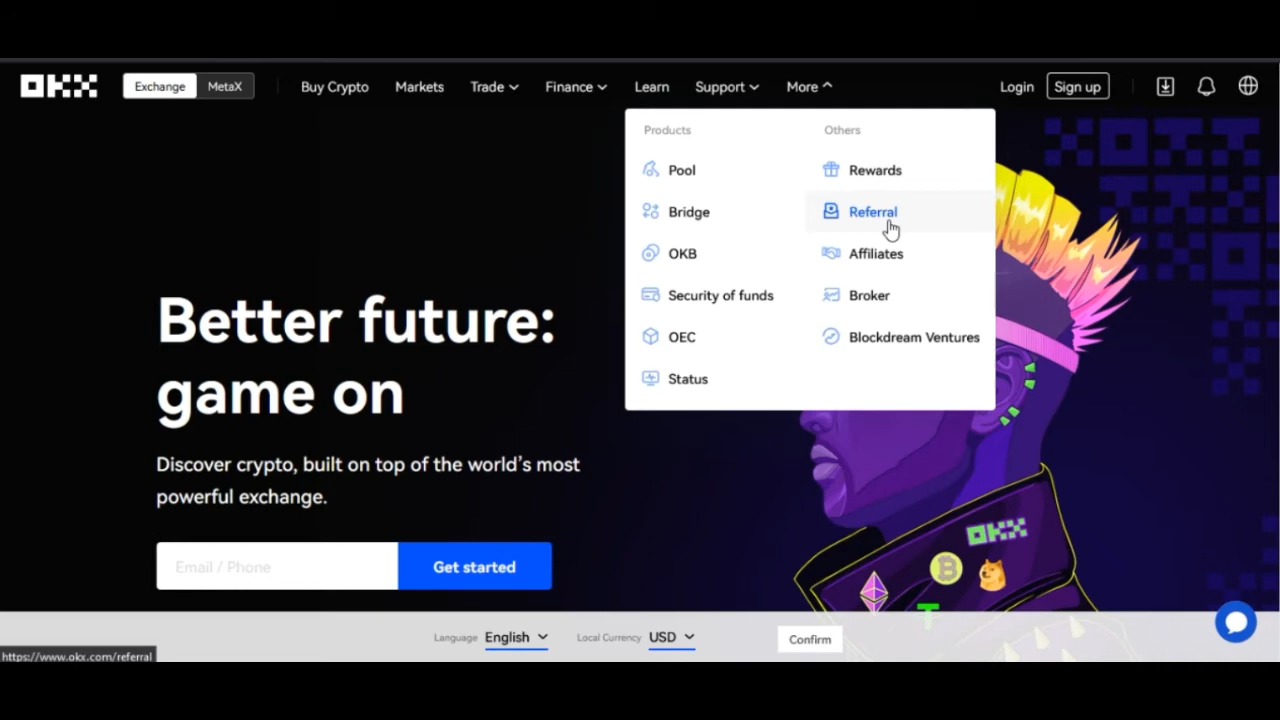 OKX
Exchange
MetaX
Buy Crypto
Markets
Trade
Finance
Learn
Support
More
Login
Sign up
Products
Others
Pool
Rewards
Bridge
Referral
OKB
Affiliates
Security of funds
Broker
OEC
Blockdream Ventures
Status
Better future:
game on
Discover crypto, built on top of the world's most
powerful exchange.
Email / Phone
Get started
OKX
Language
English
Local Currency
USD
Confirm
https://www.okx.com/referral